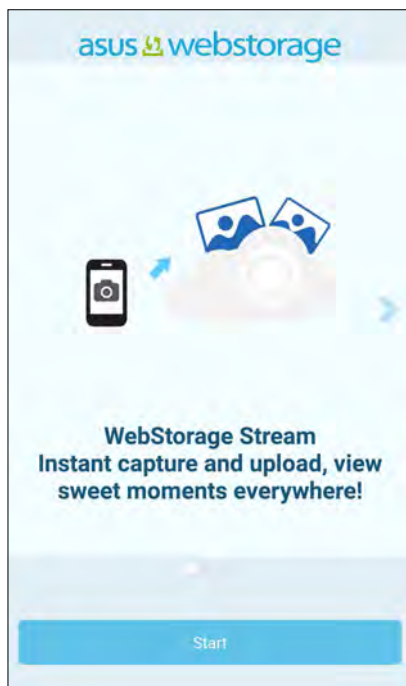 asus webstorage
WebStorage Stream
Instant capture and upload, view
sweet moments everywhere!
Start